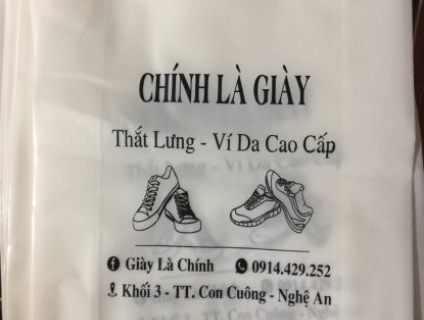 CHÍNH LÀ GIÀY
Thắt Lưng - Ví Da Cao Cấp
Giày Là Chính 0914.429.252
Khối 3 - TT. Con Cuông - Nghệ An